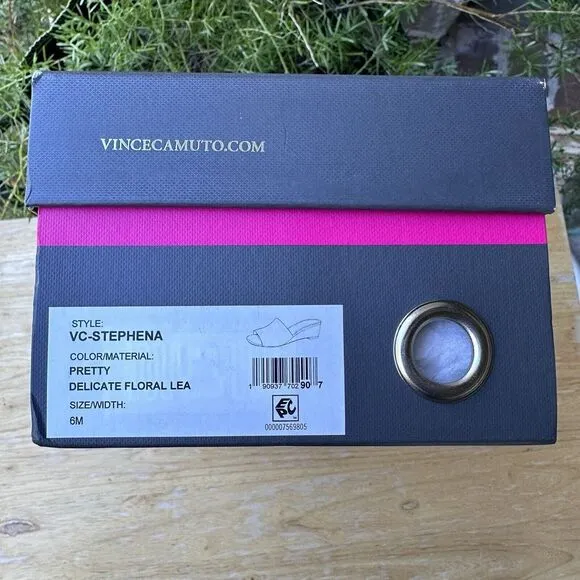 VINCECAMUTO.COM
STYLE:
VC-STEPHENA
COLOR/MATERIAL:
PRETTY
DELICATE FLORAL LEA
SIZE/WIDTH:
6M
1 90937 70290 7
EPC
000007569805